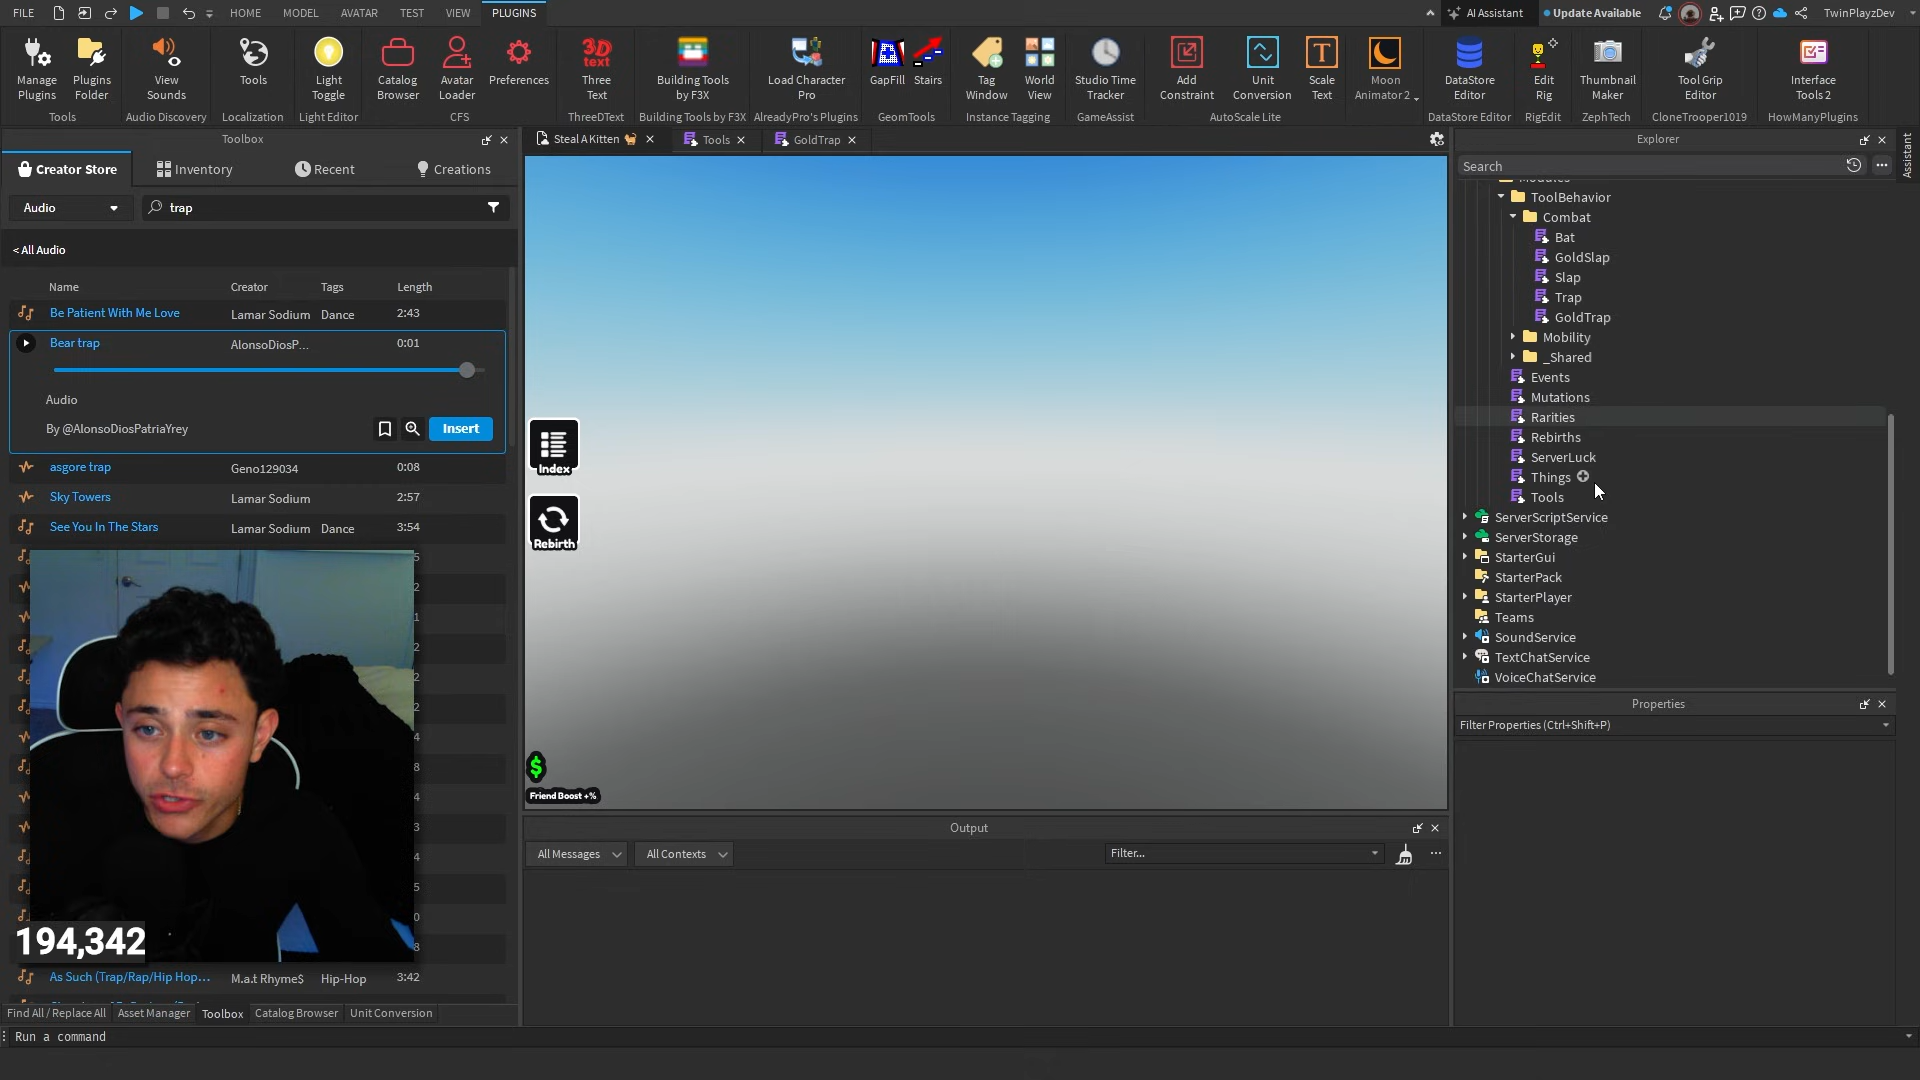 FILE HOME MODEL AVATAR TEST VIEW PLUGINS AI Assistant Update Available TwinPlayzDev
Manage Plugins Plugins Folder View Sounds Tools Light Toggle Catalog Browser Avatar Loader Preferences Three Text Building Tools by F3X Load Character Pro GapFill Stairs Tag Window World View Studio Time Tracker Add Constraint Unit Conversion Scale Text Moon Animator 2 DataStore Editor Edit Rig Thumbnail Maker Tool Grip Editor Interface Tools 2
Tools Audio Discovery Localization Light Editor CFS ThreeDText Building Tools by F3X AlreadyPro's Plugins GeomTools Instance Tagging GameAssist AutoScale Lite DataStore Editor RigEdit ZephTech CloneTrooper1019 HowManyPlugins
Toolbox
Creator Store Inventory Recent Creations
Audio trap
< All Audio
Name Creator Tags Length
Be Patient With Me Love Lamar Sodium Dance 2:43
Bear trap AlonsoDiosP... 0:01
Audio
By @AlonsoDiosPatriaYrey Insert
asgore trap Geno129034 0:08
Sky Towers Lamar Sodium 2:57
See You In The Stars Lamar Sodium Dance 3:54
194,342
As Such (Trap/Rap/Hip Hop... M.a.t Rhyme$ Hip-Hop 3:42
Find All / Replace All Asset Manager Toolbox Catalog Browser Unit Conversion
Run a command
Steal A Kitten Tools GoldTrap
3D text
Index
Rebirth
$
Friend Boost +%
Output
All Messages All Contexts Filter...
Explorer
Assistant
Search
Modules
ToolBehavior
Combat
Bat
GoldSlap
Slap
Trap
GoldTrap
Mobility
_Shared
Events
Mutations
Rarities
Rebirths
ServerLuck
Things
Tools
ServerScriptService
ServerStorage
StarterGui
StarterPack
StarterPlayer
Teams
SoundService
TextChatService
VoiceChatService
Properties
Filter Properties (Ctrl+Shift+P)